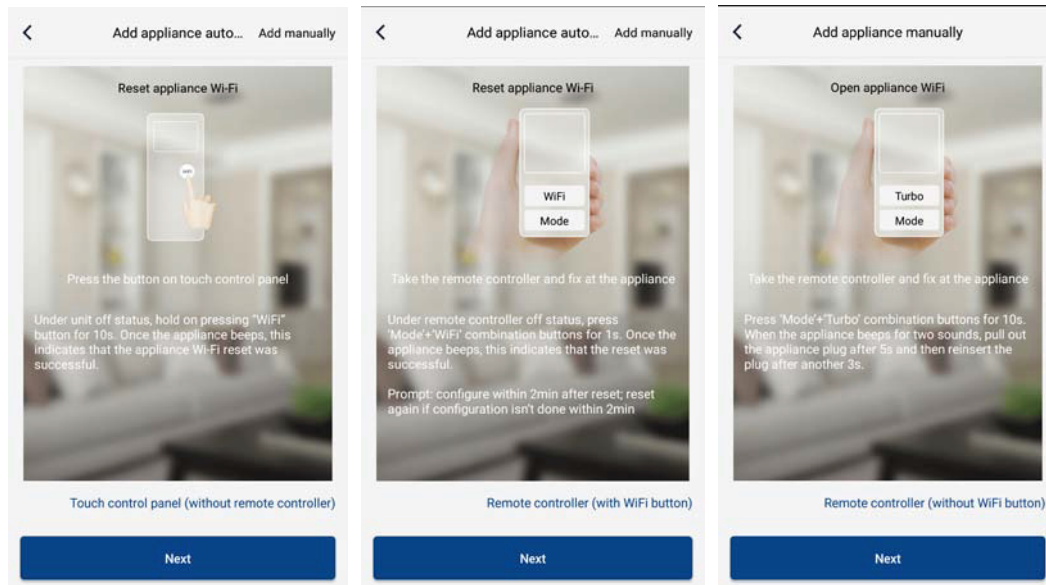 Add appliance auto... Add manually
Reset appliance Wi-Fi
WiFi
Press the button on touch control panel
Under unit off status, hold on pressing "WiFi"
button for 10s. Once the appliance beeps, this
indicates that the appliance Wi-Fi reset was
successful.
Touch control panel (without remote controller)
Next
Add appliance auto... Add manually
Reset appliance Wi-Fi
WiFi
Mode
Take the remote controller and fix at the appliance
Under remote controller off status, press
'Mode'+'WiFi' combination buttons for 1s. Once the
appliance beeps, this indicates that the reset was
successful.
Prompt: configure within 2min after reset; reset
again if configuration isn't done within 2min
Remote controller (with WiFi button)
Next
Add appliance manually
Open appliance WiFi
Turbo
Mode
Take the remote controller and fix at the appliance
Press 'Mode'+'Turbo' combination buttons for 10s.
When the appliance beeps for two sounds, pull out
the appliance plug after 5s and then reinsert the
plug after another 3s.
Remote controller (without WiFi button)
Next